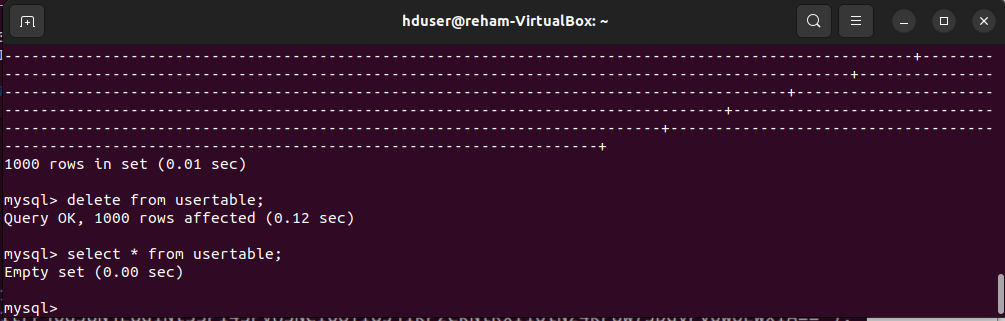 hduser@reham-VirtualBox: ~
--------------------------------------------------------------------------------------------------------+---------
-------------------------------------------------------------------------------------------------+----------------
------------------------------------------------------------------------------------------+-----------------------
-----------------------------------------------------------------------------------+------------------------------
----------------------------------------------------------------------------+-------------------------------------
---------------------------------------------------------------------+
1000 rows in set (0.01 sec)
mysql> delete from usertable;
Query OK, 1000 rows affected (0.12 sec)
mysql> select * from usertable;
Empty set (0.00 sec)
mysql>